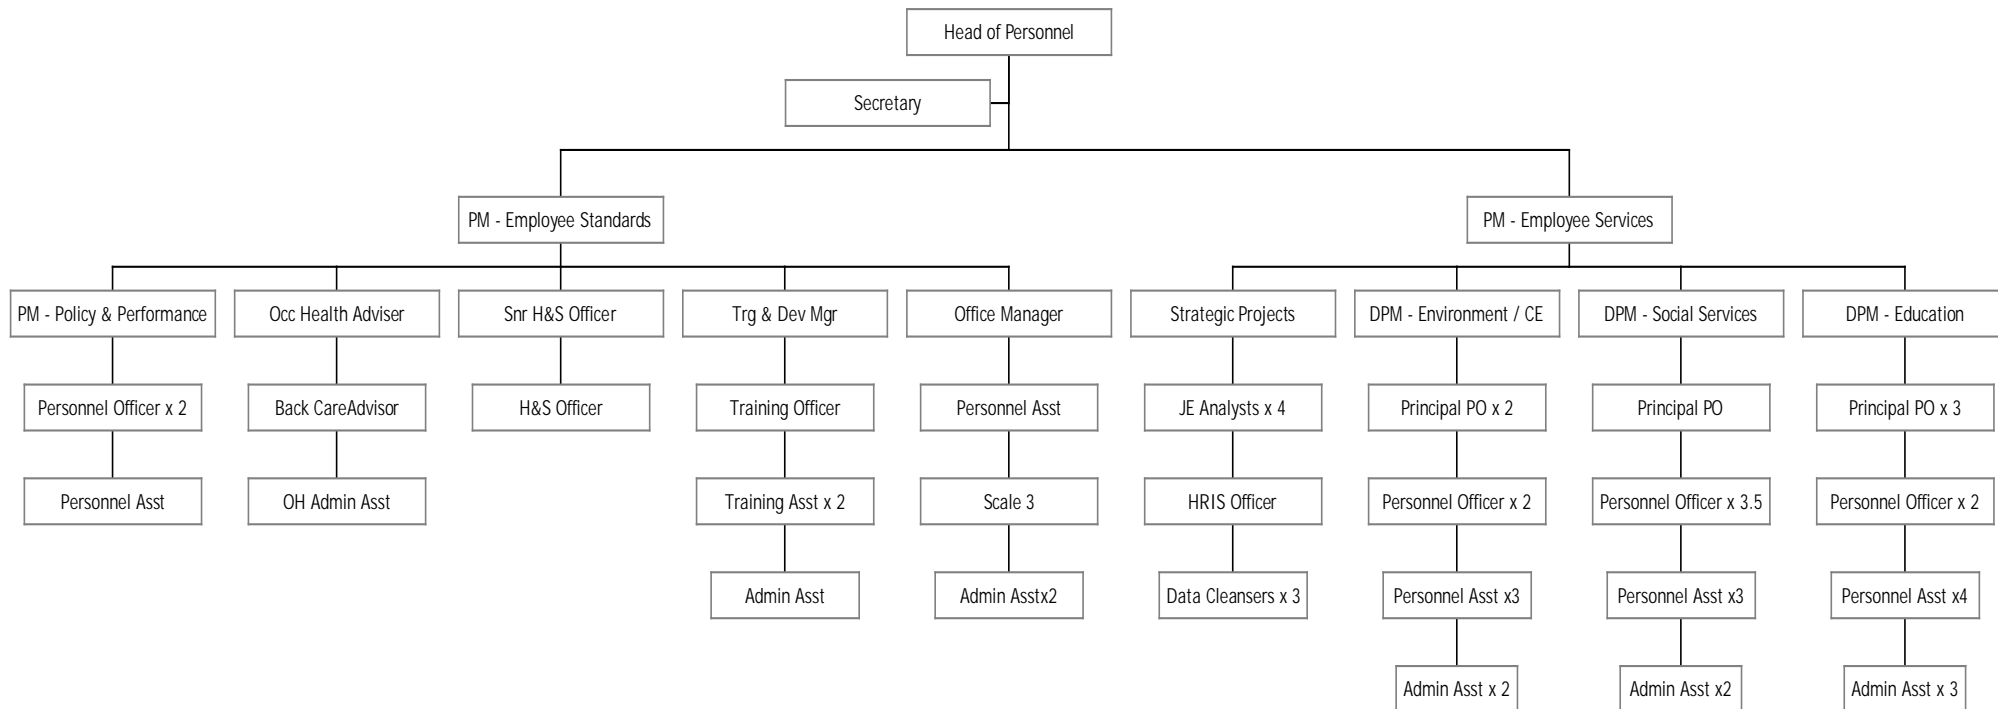 Head of Personnel
Secretary
PM - Employee Standards
PM - Employee Services
PM - Policy & Performance
Occ Health Adviser
Snr H&S Officer
Trg & Dev Mgr
Office Manager
Strategic Projects
DPM - Environment / CE
DPM - Social Services
DPM - Education
Personnel Officer x 2
Back CareAdvisor
H&S Officer
Training Officer
Personnel Asst
JE Analysts x 4
Principal PO x 2
Principal PO
Principal PO x 3
Personnel Asst
OH Admin Asst
Training Asst x 2
Scale 3
HRIS Officer
Personnel Officer x 2
Personnel Officer x 3.5
Personnel Officer x 2
Admin Asst
Admin Asstx2
Data Cleansers x 3
Personnel Asst x3
Personnel Asst x3
Personnel Asst x4
Admin Asst x 2
Admin Asst x2
Admin Asst x 3